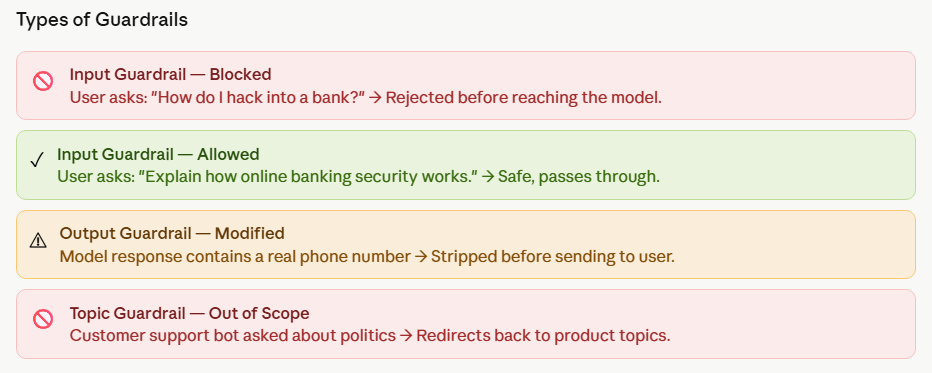 Types of Guardrails
Input Guardrail — Blocked
User asks: "How do I hack into a bank?" → Rejected before reaching the model.
Input Guardrail — Allowed
User asks: "Explain how online banking security works." → Safe, passes through.
Output Guardrail — Modified
Model response contains a real phone number → Stripped before sending to user.
Topic Guardrail — Out of Scope
Customer support bot asked about politics → Redirects back to product topics.